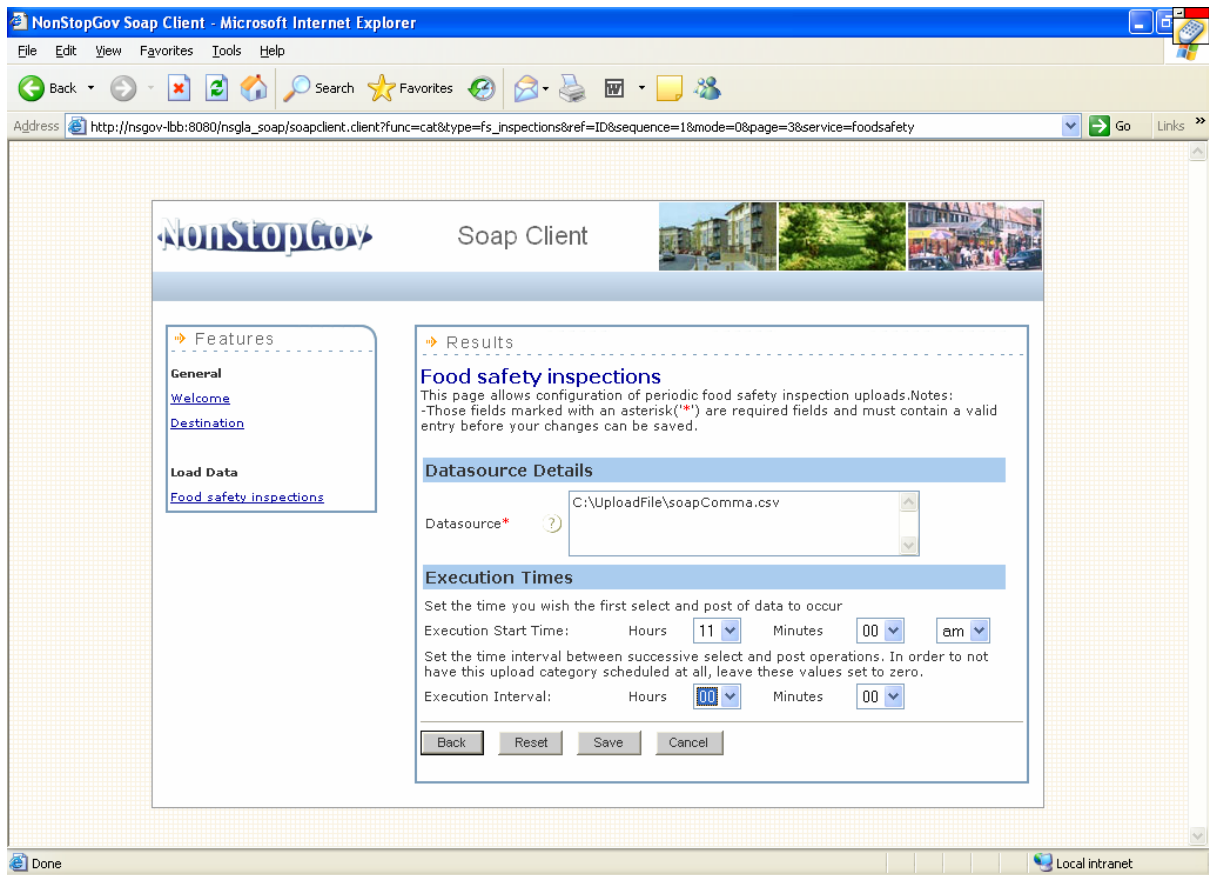 NonStopGov Soap Client - Microsoft Internet Explorer
File Edit View Favorites Tools Help
Back Search Favorites
Address http://nsgov-lbb:8080/nsgla_soap/soapclient.client?func=cat&type=fs_inspections&ref=ID&sequence=1&mode=0&page=3&service=foodsafety Go Links »
NonStopGov Soap Client
Features
General
Welcome
Destination
Load Data
Food safety inspections
Results
Food safety inspections
This page allows configuration of periodic food safety inspection uploads.Notes:
-Those fields marked with an asterisk('*') are required fields and must contain a valid
entry before your changes can be saved.
Datasource Details
Datasource* ? C:\UploadFile\soapComma.csv
Execution Times
Set the time you wish the first select and post of data to occur
Execution Start Time: Hours 11 Minutes 00 am
Set the time interval between successive select and post operations. In order to not
have this upload category scheduled at all, leave these values set to zero.
Execution Interval: Hours 00 Minutes 00
Back Reset Save Cancel
Done Local intranet